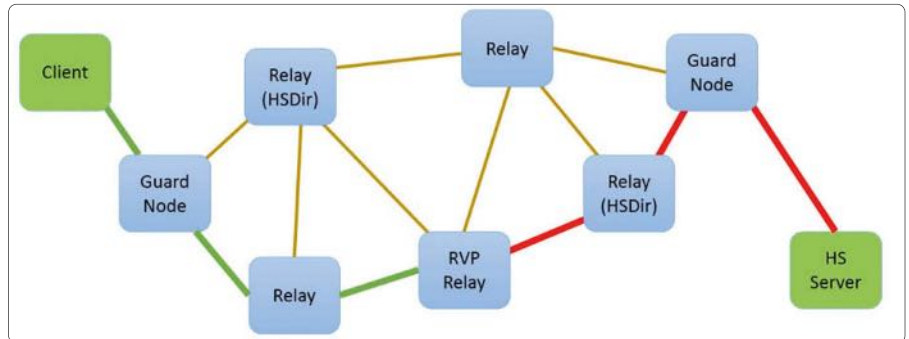 Client
Relay
(HSDir)
Relay
Guard
Node
Guard
Node
Relay
(HSDir)
Relay
RVP
Relay
HS
Server